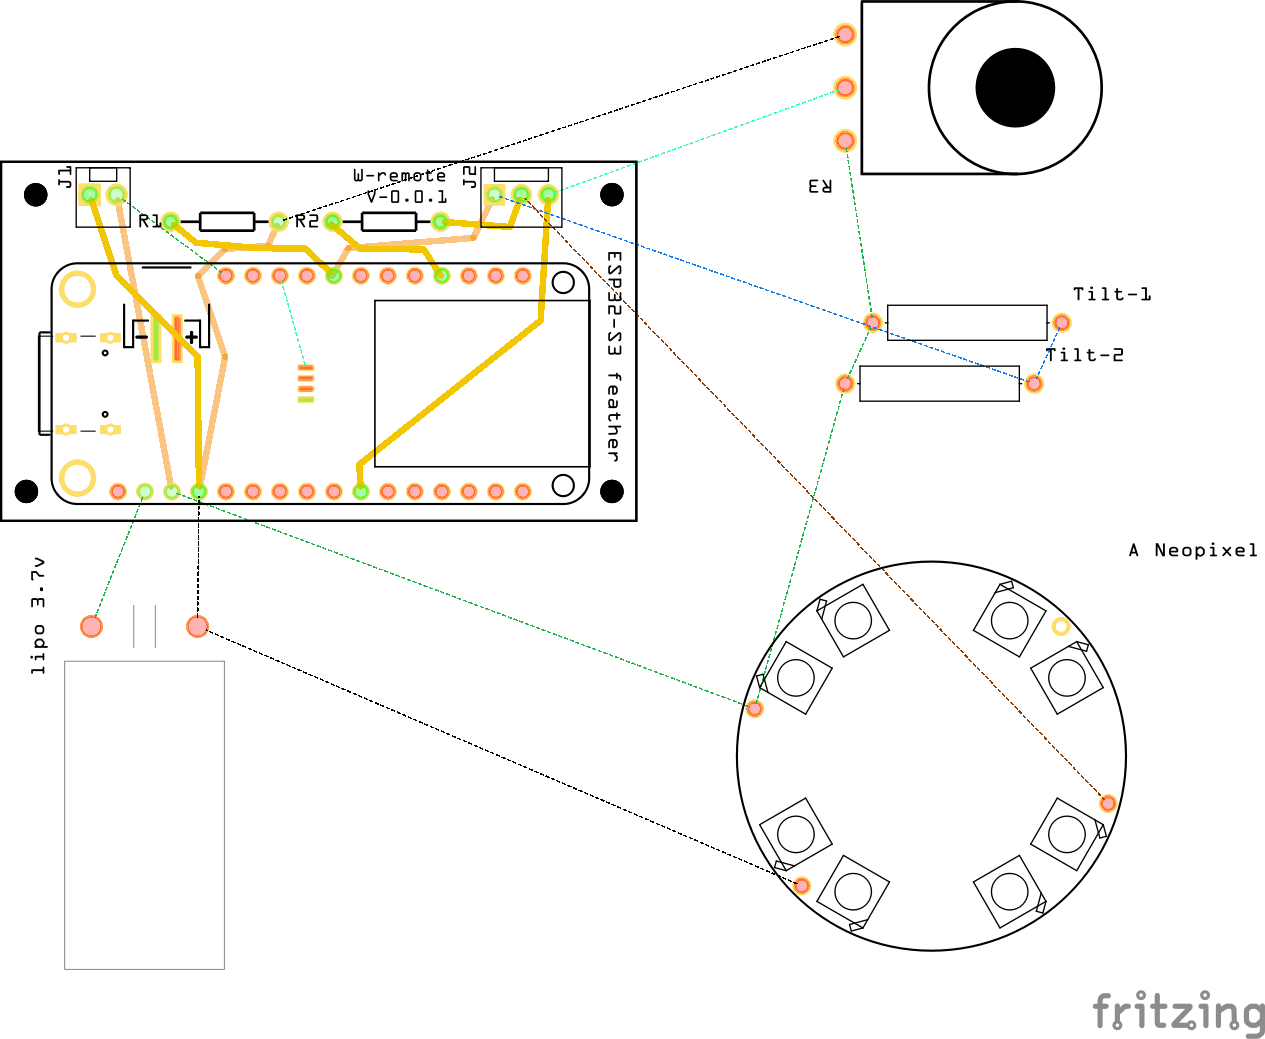 J1
W-remote
V-0.0.1
J2
R1
R2
ER
ESP32-S3 feather
- +
Tilt-1
Tilt-2
A Neopixel
lipo 3.7v
fritzing